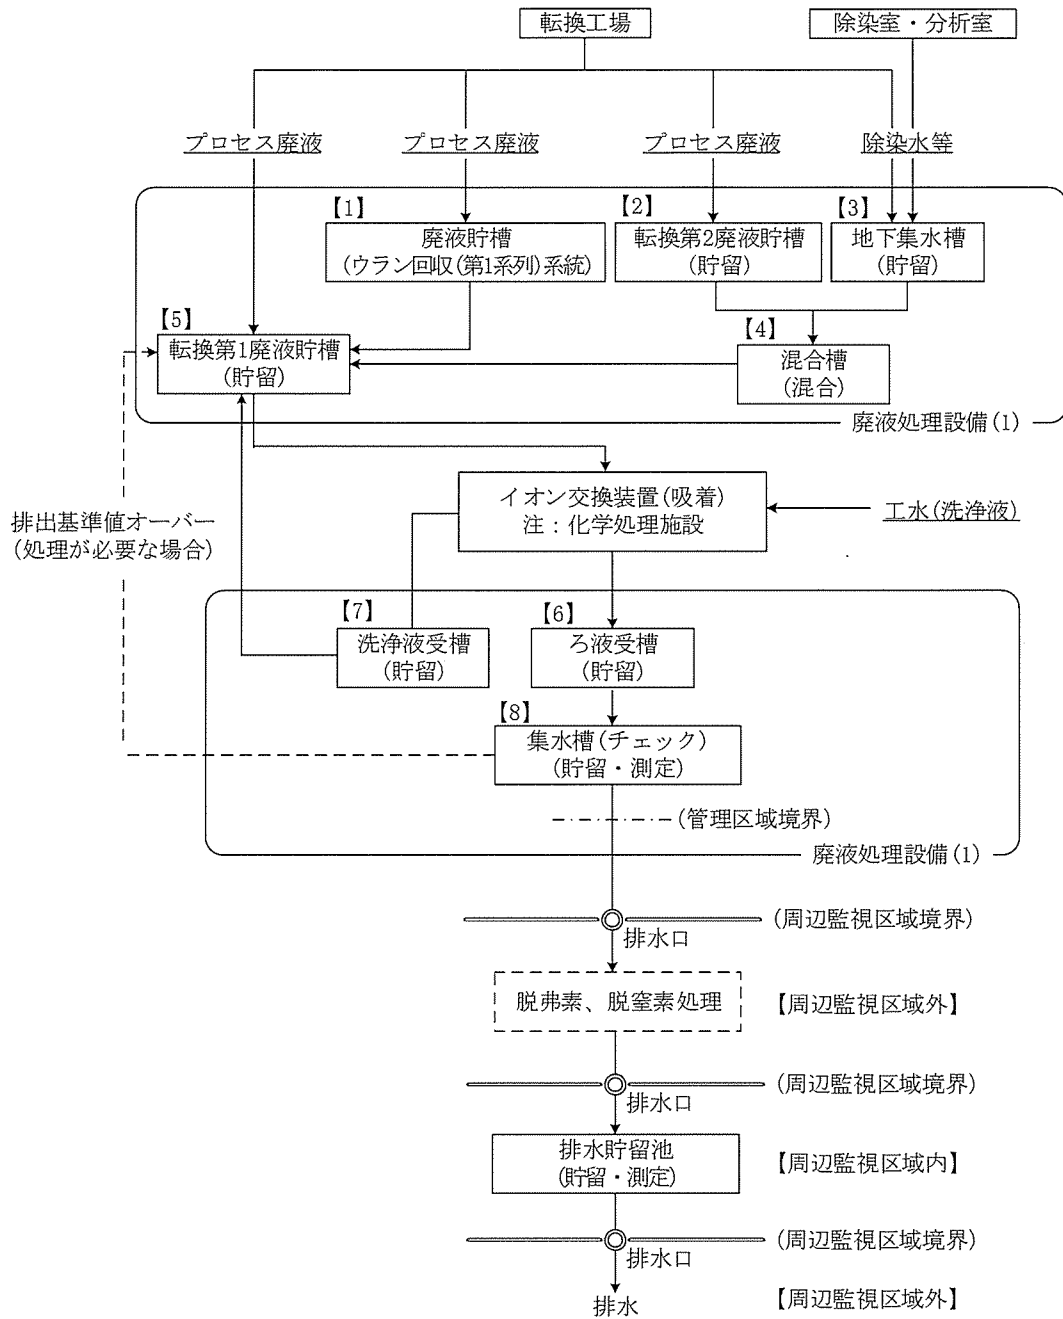 転換工場
除染室・分析室
プロセス廃液
プロセス廃液
プロセス廃液
除染水等
【1】
廃液貯槽
(ウラン回収(第1系列)系統)
【2】
転換第2廃液貯槽
(貯留)
【3】
地下集水槽
(貯留)
【5】
転換第1廃液貯槽
(貯留)
【4】
混合槽
(混合)
廃液処理設備(1)
イオン交換装置(吸着)
注：化学処理施設
工水(洗浄液)
排出基準値オーバー
(処理が必要な場合)
【7】
洗浄液受槽
(貯留)
【6】
ろ液受槽
(貯留)
【8】
集水槽(チェック)
(貯留・測定)
(管理区域境界)
廃液処理設備(1)
(周辺監視区域境界)
排水口
脱弗素、脱窒素処理
【周辺監視区域外】
(周辺監視区域境界)
排水口
排水貯留池
(貯留・測定)
【周辺監視区域内】
(周辺監視区域境界)
排水口
排水
【周辺監視区域外】